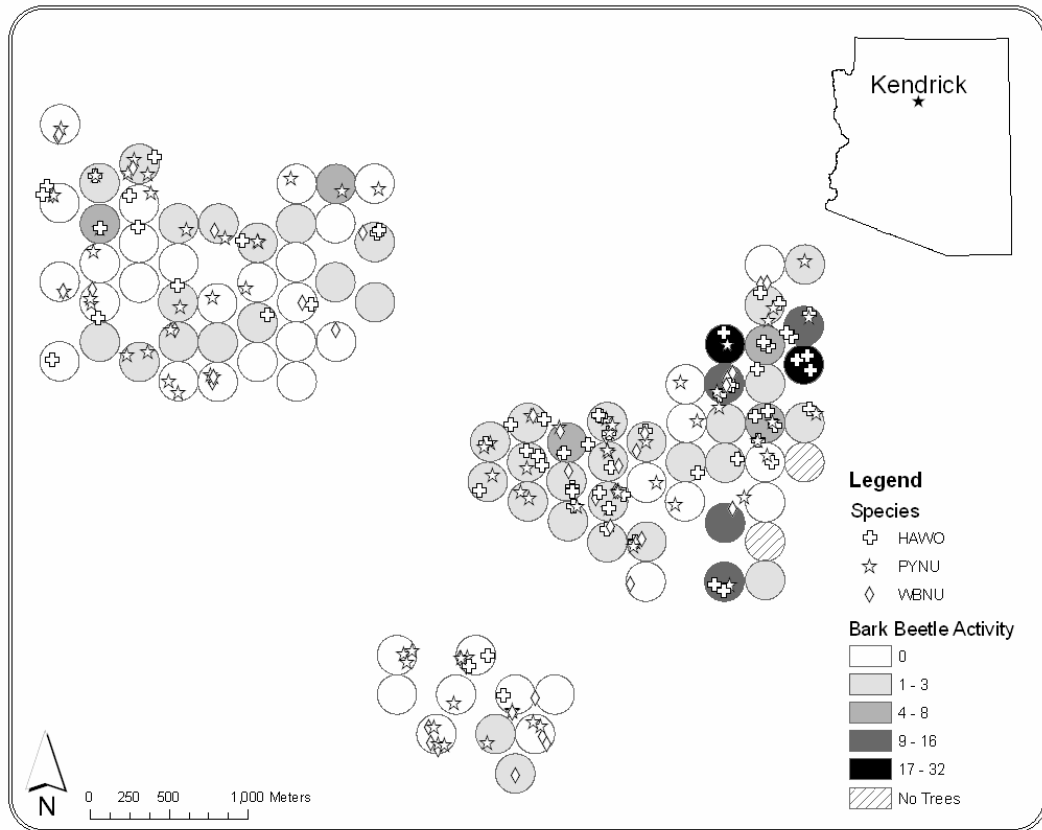 Kendrick
Legend
Species
HAWO
PYNU
WBNU
Bark Beetle Activity
0
1 - 3
4 - 8
9 - 16
17 - 32
No Trees
N
0 250 500 1,000 Meters